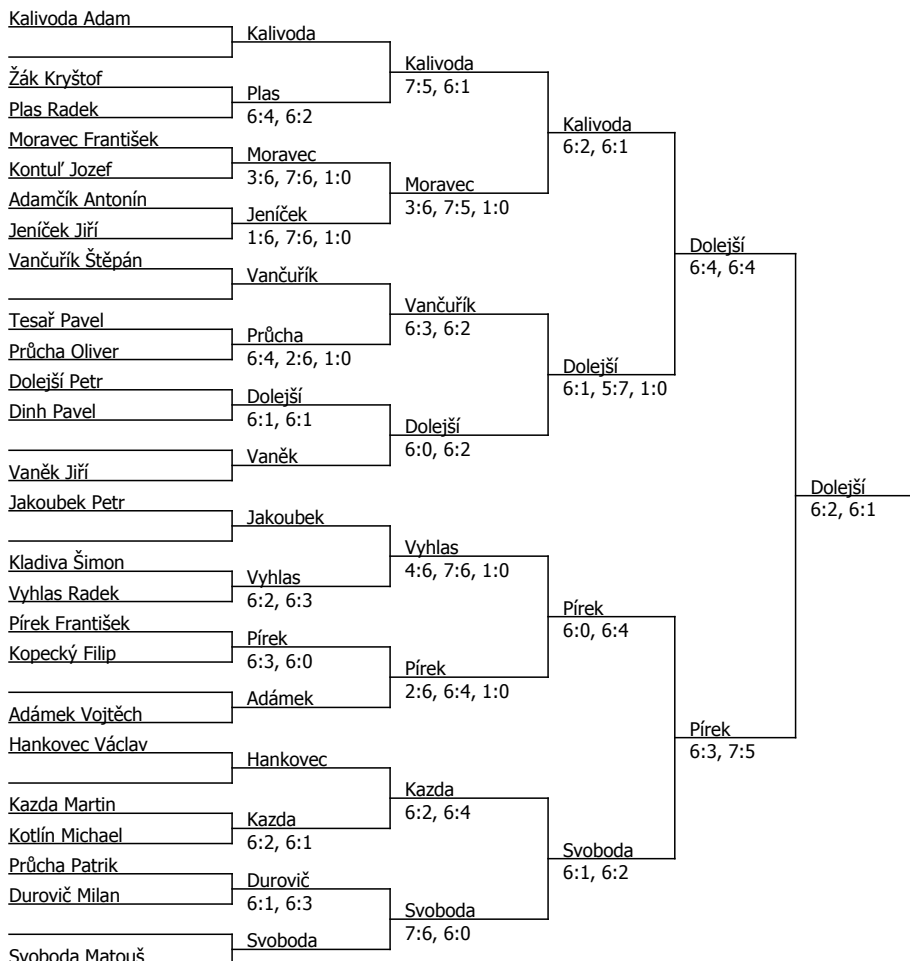 Kalivoda Adam
Žák Kryštof
Plas Radek
Moravec František
Kontuľ Jozef
Adamčík Antonín
Jeníček Jiří
Vančuřík Štěpán
Tesař Pavel
Průcha Oliver
Dolejší Petr
Dinh Pavel
Vaněk Jiří
Jakoubek Petr
Kladiva Šimon
Vyhlas Radek
Pírek František
Kopecký Filip
Adámek Vojtěch
Hankovec Václav
Kazda Martin
Kotlín Michael
Průcha Patrik
Durovič Milan
Svoboda Matouš
Kalivoda
Plas
6:4, 6:2
Moravec
3:6, 7:6, 1:0
Jeníček
1:6, 7:6, 1:0
Vančuřík
Průcha
6:4, 2:6, 1:0
Dolejší
6:1, 6:1
Vaněk
Jakoubek
Vyhlas
6:2, 6:3
Pírek
6:3, 6:0
Adámek
Hankovec
Kazda
6:2, 6:1
Durovič
6:1, 6:3
Svoboda
Kalivoda
7:5, 6:1
Moravec
3:6, 7:5, 1:0
Vančuřík
6:3, 6:2
Dolejší
6:0, 6:2
Vyhlas
4:6, 7:6, 1:0
Pírek
2:6, 6:4, 1:0
Kazda
6:2, 6:4
Svoboda
7:6, 6:0
Kalivoda
6:2, 6:1
Dolejší
6:1, 5:7, 1:0
Pírek
6:0, 6:4
Svoboda
6:1, 6:2
Dolejší
6:4, 6:4
Pírek
6:3, 7:5
Dolejší
6:2, 6:1